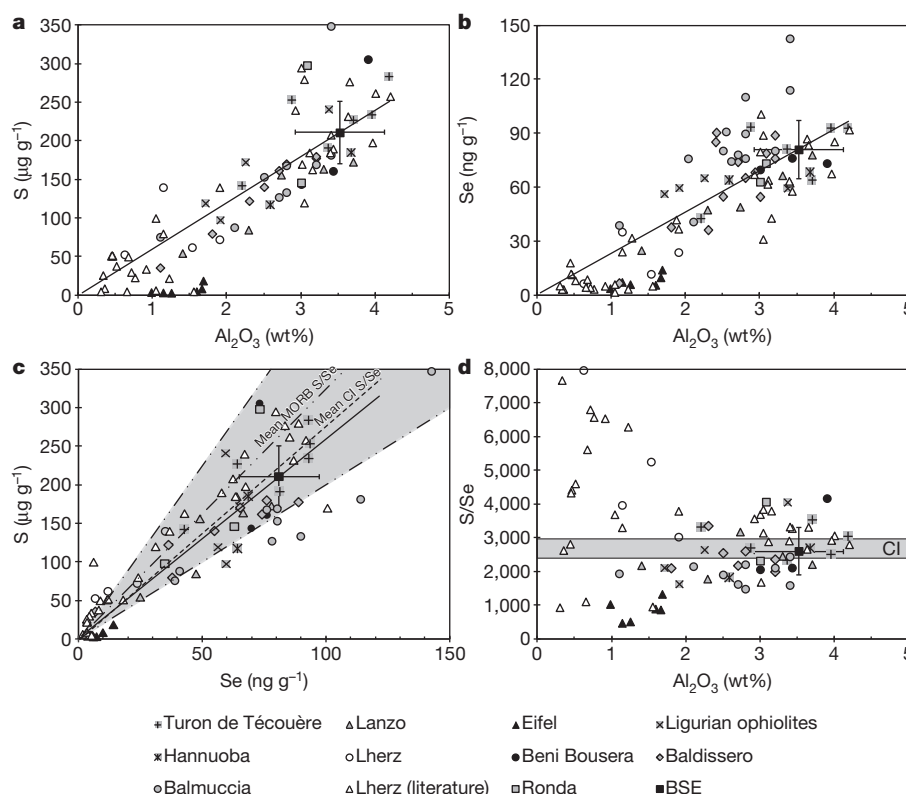 a
350
300
250
200
150
100
50
0
S (µg g⁻¹)
0 1 2 3 4 5
Al₂O₃ (wt%)
b
150
120
90
60
30
0
Se (ng g⁻¹)
0 1 2 3 4 5
Al₂O₃ (wt%)
c
350
300
250
200
150
100
50
0
S (µg g⁻¹)
Mean MORB S/Se
Mean CI S/Se
0 50 100 150
Se (ng g⁻¹)
d
8,000
7,000
6,000
5,000
4,000
3,000
2,000
1,000
0
S/Se
CI
0 1 2 3 4 5
Al₂O₃ (wt%)
Turon de Técouère Lanzo Eifel Ligurian ophiolites
Hannuoba Lherz Beni Bousera Baldissero
Balmuccia Lherz (literature) Ronda BSE